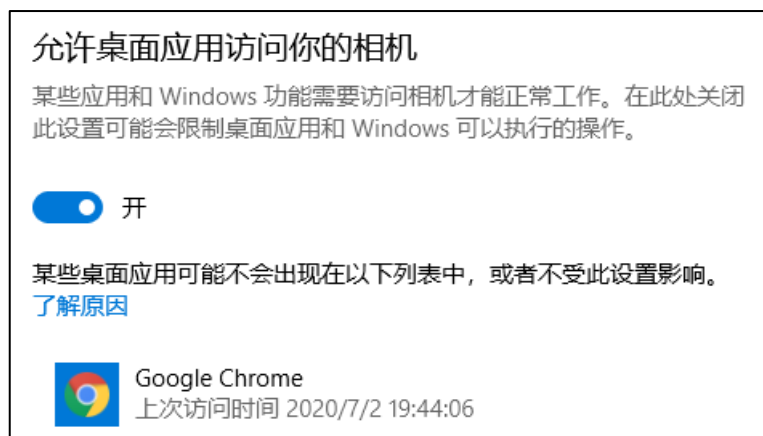 允许桌面应用访问你的相机
某些应用和 Windows 功能需要访问相机才能正常工作。在此处关闭
此设置可能会限制桌面应用和 Windows 可以执行的操作。
开
某些桌面应用可能不会出现在以下列表中，或者不受此设置影响。
了解原因
Google Chrome
上次访问时间 2020/7/2 19:44:06